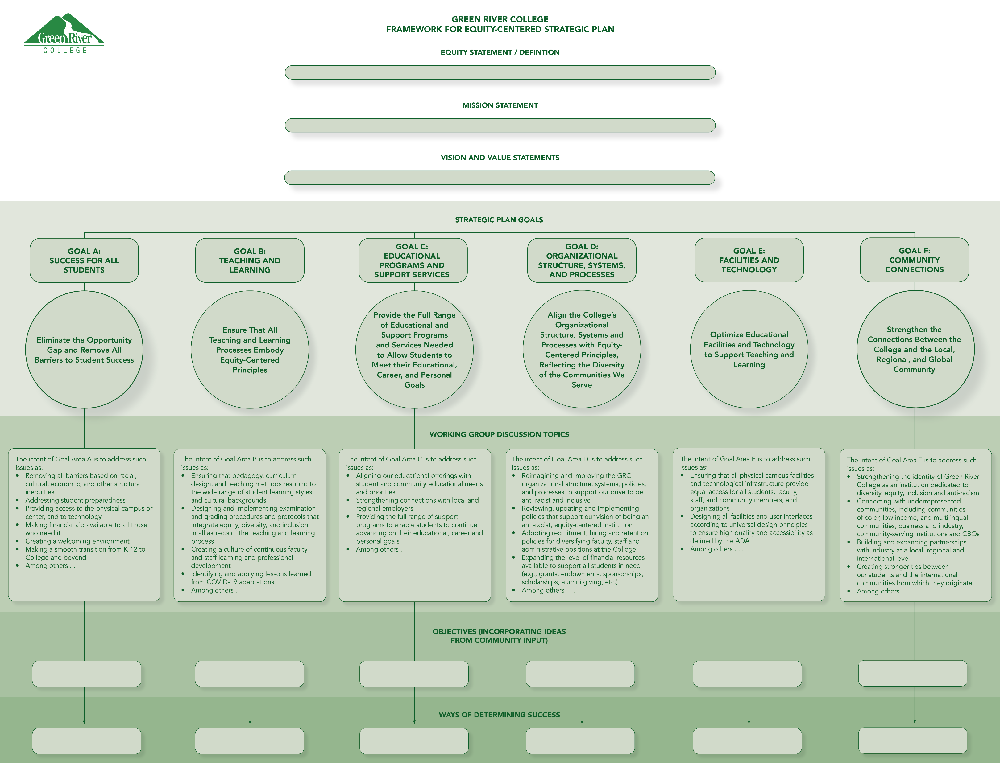 Green River
COLLEGE
GREEN RIVER COLLEGE
FRAMEWORK FOR EQUITY-CENTERED STRATEGIC PLAN
EQUITY STATEMENT / DEFINTION
MISSION STATEMENT
VISION AND VALUE STATEMENTS
STRATEGIC PLAN GOALS
GOAL A:
SUCCESS FOR ALL
STUDENTS
GOAL B:
TEACHING AND
LEARNING
GOAL C:
EDUCATIONAL
PROGRAMS AND
SUPPORT SERVICES
GOAL D:
ORGANIZATIONAL
STRUCTURE, SYSTEMS,
AND PROCESSES
GOAL E:
FACILITIES AND
TECHNOLOGY
GOAL F:
COMMUNITY
CONNECTIONS
Eliminate the Opportunity
Gap and Remove All
Barriers to Student Success
Ensure That All
Teaching and Learning
Processes Embody
Equity-Centered
Principles
Provide the Full Range
of Educational and
Support Programs
and Services Needed
to Allow Students to
Meet their Educational,
Career, and Personal
Goals
Align the College's
Organizational
Structure, Systems and
Processes with Equity-
Centered Principles,
Reflecting the Diversity
of the Communities We
Serve
Optimize Educational
Facilities and Technology
to Support Teaching and
Learning
Strengthen the
Connections Between the
College and the Local,
Regional, and Global
Community
WORKING GROUP DISCUSSION TOPICS
The intent of Goal Area A is to address such
issues as:
• Removing all barriers based on racial,
cultural, economic, and other structural
inequities
• Addressing student preparedness
• Providing access to the physical campus or
center, and to technology
• Making financial aid available to all those
who need it
• Creating a welcoming environment
• Making a smooth transition from K-12 to
College and beyond
• Among others . . .
The intent of Goal Area B is to address such
issues as:
• Ensuring that pedagogy, curriculum
design, and teaching methods respond to
the wide range of student learning styles
and cultural backgrounds
• Designing and implementing examination
and grading procedures and protocols that
integrate equity, diversity, and inclusion
in all aspects of the teaching and learning
process
• Creating a culture of continuous faculty
and staff learning and professional
development
• Identifying and applying lessons learned
from COVID-19 adaptations
• Among others . .
The intent of Goal Area C is to address such
issues as:
• Aligning our educational offerings with
student and community educational needs
and priorities
• Strengthening connections with local and
regional employers
• Providing the full range of support
programs to enable students to continue
advancing on their educational, career and
personal goals
• Among others . . .
The intent of Goal Area D is to address such
issues as:
• Reimagining and improving the GRC
organizational structure, systems, policies,
and processes to support our drive to be
anti-racist and inclusive
• Reviewing, updating and implementing
policies that support our vision of being an
anti-racist, equity-centered institution
• Adopting recruitment, hiring and retention
policies for diversifying faculty, staff and
administrative positions at the College
• Expanding the level of financial resources
available to support all students in need
(e.g., grants, endowments, sponsorships,
scholarships, alumni giving, etc.)
• Among others . . .
The intent of Goal Area E is to address such
issues as:
• Ensuring that all physical campus facilities
and technological infrastructure provide
equal access for all students, faculty,
staff, and community members, and
organizations
• Designing all facilities and user interfaces
according to universal design principles
to ensure high quality and accessibility as
defined by the ADA
• Among others . . .
The intent of Goal Area F is to address such
issues as:
• Strengthening the identity of Green River
College as an institution dedicated to
diversity, equity, inclusion and anti-racism
• Connecting with underrepresented
communities, including communities
of color, low income, and multilingual
communities, business and industry,
community-serving institutions and CBOs
• Building and expanding partnerships
with industry at a local, regional and
international level
• Creating stronger ties between
our students and the international
communities from which they originate
• Among others . . .
OBJECTIVES (INCORPORATING IDEAS
FROM COMMUNITY INPUT)
WAYS OF DETERMINING SUCCESS